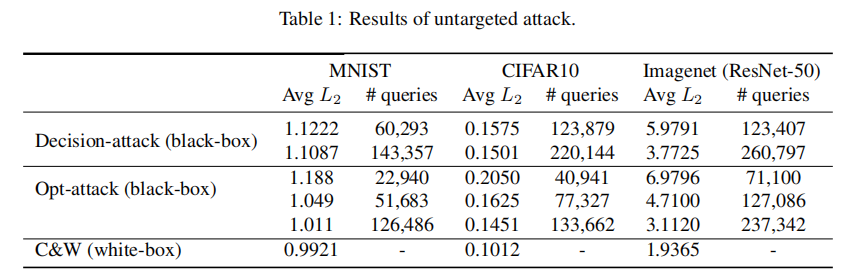 Table 1: Results of untargeted attack.
MNIST CIFAR10 Imagenet (ResNet-50)
Avg L₂ # queries Avg L₂ # queries Avg L₂ # queries
Decision-attack (black-box) 1.1222 60,293 0.1575 123,879 5.9791 123,407
1.1087 143,357 0.1501 220,144 3.7725 260,797
Opt-attack (black-box) 1.188 22,940 0.2050 40,941 6.9796 71,100
1.049 51,683 0.1625 77,327 4.7100 127,086
1.011 126,486 0.1451 133,662 3.1120 237,342
C&W (white-box) 0.9921 - 0.1012 - 1.9365 -